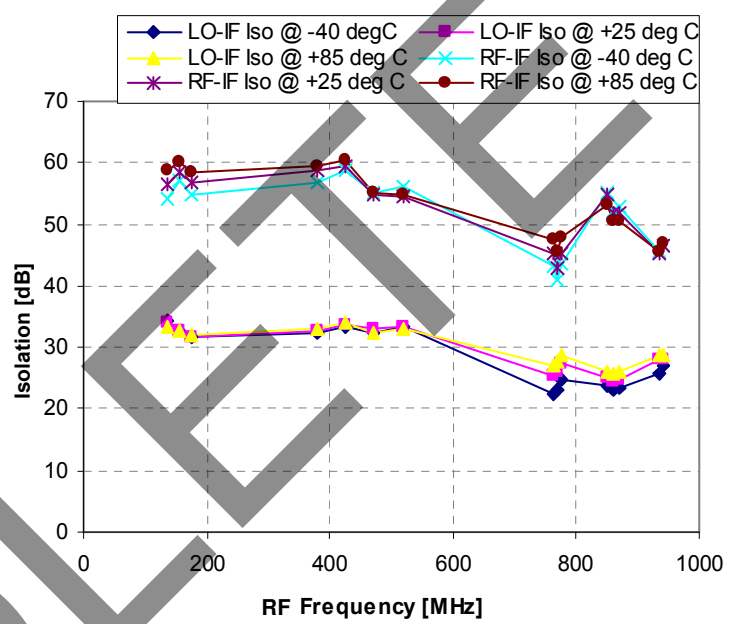 LO-IF Iso @ -40 degC LO-IF Iso @ +25 deg C
LO-IF Iso @ +85 deg C RF-IF Iso @ -40 deg C
RF-IF Iso @ +25 deg C RF-IF Iso @ +85 deg C
70
60
50
40
30
20
10
0
Isolation [dB]
0 200 400 600 800 1000
RF Frequency [MHz]
LETE